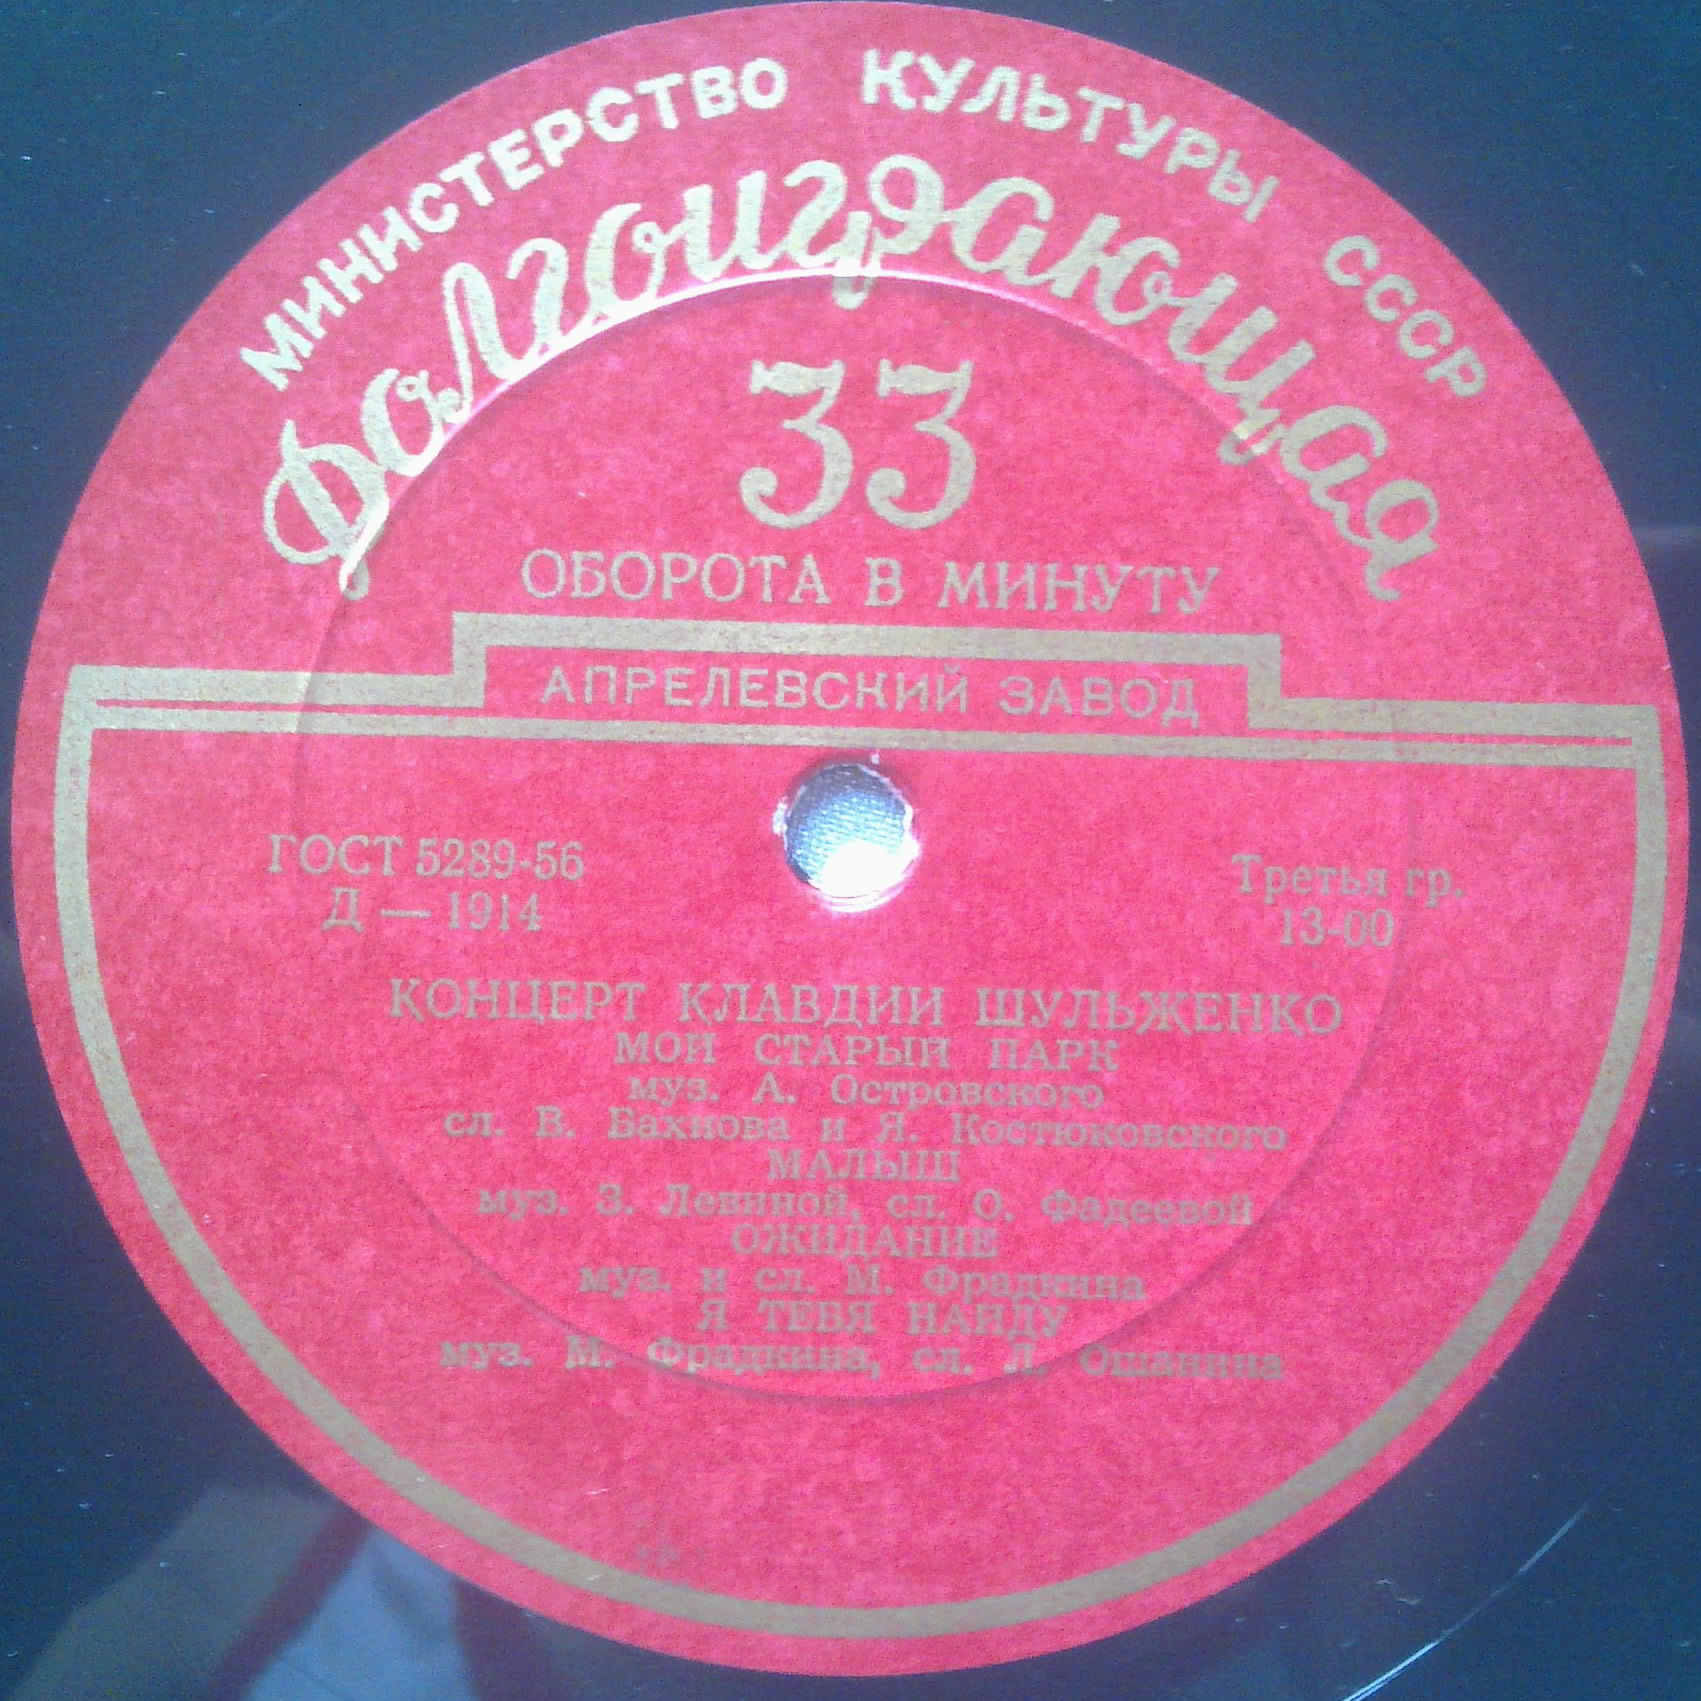 МИНИСТЕРСТВО КУЛЬТУРЫ СССР
Долгоиграющая
33
ОБОРОТА В МИНУТУ
АПРЕЛЕВСКИЙ ЗАВОД
ГОСТ 5289-56
Д — 1914
Третья гр.
13-00
КОНЦЕРТ КЛАВДИИ ШУЛЬЖЕНКО
МОЙ СТАРЫЙ ПАРК
муз. А. Островского
сл. В. Бахнова и Я. Костюковского
МАЛЫШ
муз. З. Левиной, сл. О. Фадеевой
ОЖИДАНИЕ
муз. и сл. М. Фрадкина
Я ТЕБЯ НАЙДУ
муз. М. Фрадкина, сл. Л. Ошанина